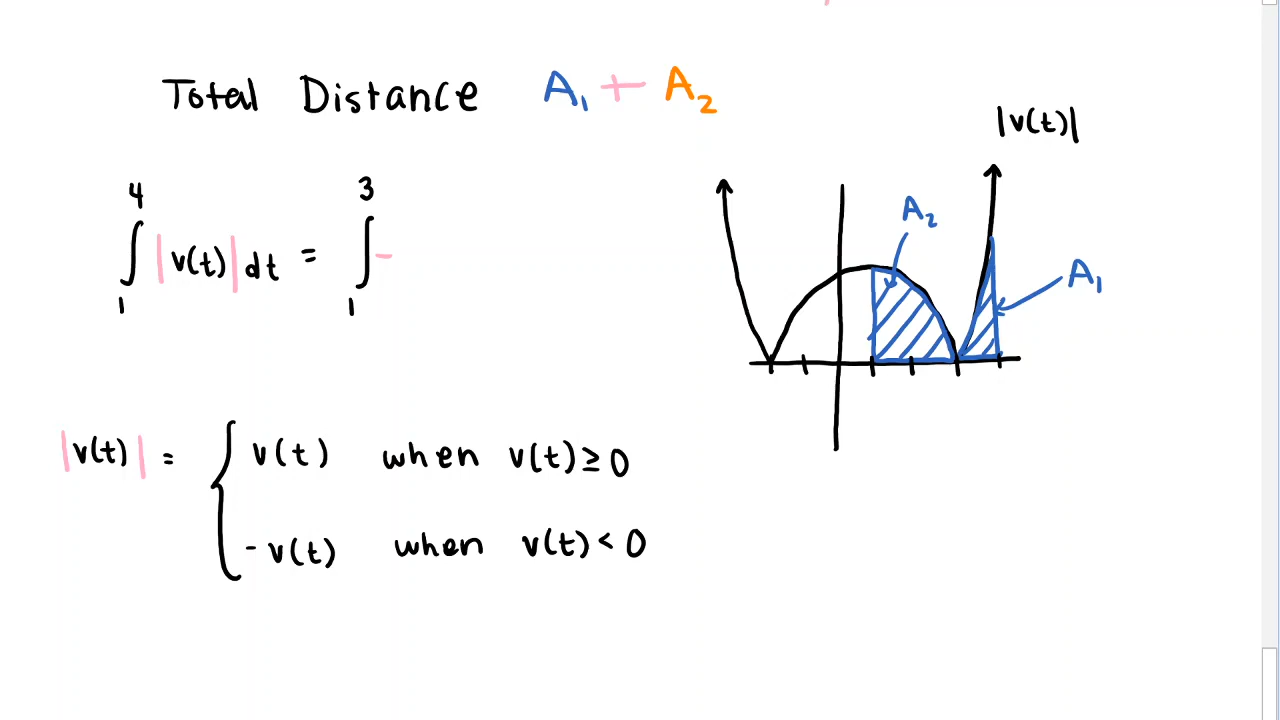 Total Distance A₁ + A₂
|v(t)|
4 3
∫ |v(t)| dt = ∫ -
1 1
A₂
A₁
|v(t)| = { v(t) when v(t) ≥ 0
-v(t) when v(t) < 0